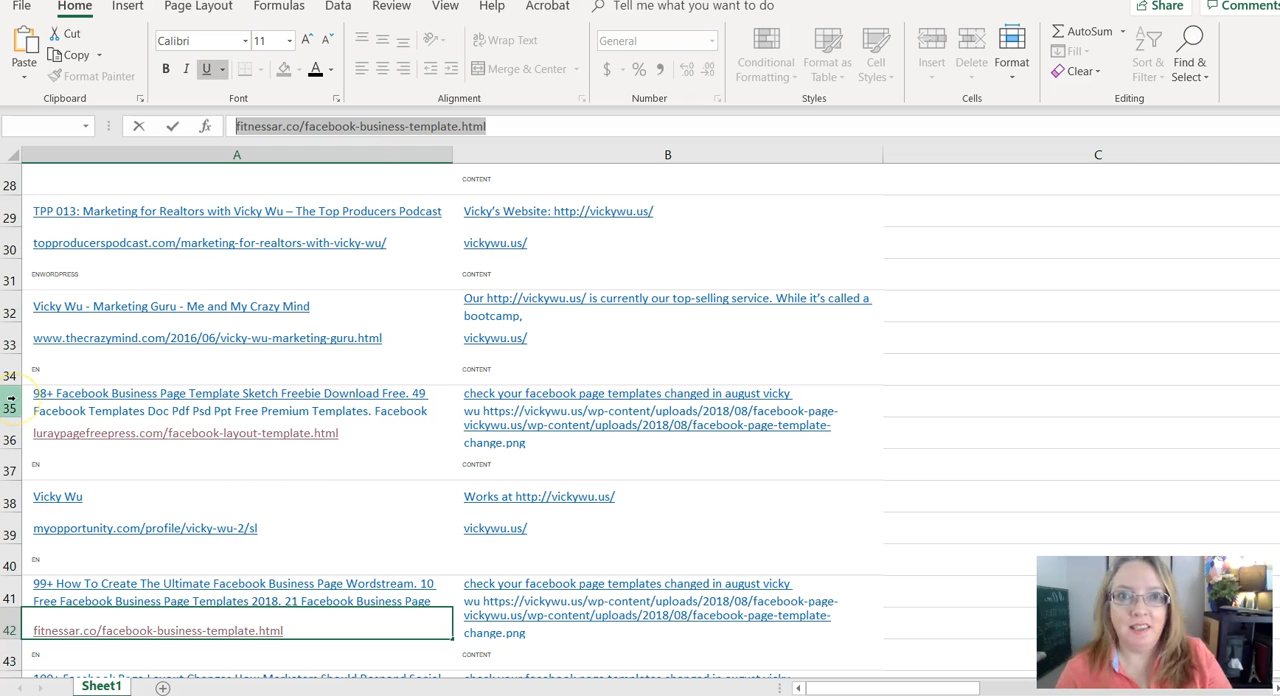 File Home Insert Page Layout Formulas Data Review View Help Acrobat Tell me what you want to do Share Comments
Cut
AutoSum
Calibri 11 A A
Wrap Text
General
Copy
Fill
Paste
Conditional Format as Cell Insert Delete Format Sort & Find &
B I U A
Merge & Center
$ % 9
Formatting Table Styles Filter Select
Format Painter
Clear
Clipboard Font Alignment Number Styles Cells Editing
fx fitnessar.co/facebook-business-template.html
A B C
28 CONTENT
29 TPP 013: Marketing for Realtors with Vicky Wu – The Top Producers Podcast Vicky's Website: http://vickywu.us/
30 topproducerspodcast.com/marketing-for-realtors-with-vicky-wu/ vickywu.us/
31 ENWORDPRESS CONTENT
32 Vicky Wu - Marketing Guru - Me and My Crazy Mind Our http://vickywu.us/ is currently our top-selling service. While it's called a
bootcamp,
33 www.thecrazymind.com/2016/06/vicky-wu-marketing-guru.html vickywu.us/
34 EN CONTENT
35 98+ Facebook Business Page Template Sketch Freebie Download Free. 49 check your facebook page templates changed in august vicky
Facebook Templates Doc Pdf Psd Ppt Free Premium Templates. Facebook wu https://vickywu.us/wp-content/uploads/2018/08/facebook-page-
36 luraypagefreepress.com/facebook-layout-template.html vickywu.us/wp-content/uploads/2018/08/facebook-page-template-
change.png
37 EN CONTENT
38 Vicky Wu Works at http://vickywu.us/
39 myopportunity.com/profile/vicky-wu-2/sl vickywu.us/
40 EN CONTENT
41 99+ How To Create The Ultimate Facebook Business Page Wordstream. 10 check your facebook page templates changed in august vicky
Free Facebook Business Page Templates 2018. 21 Facebook Business Page wu https://vickywu.us/wp-content/uploads/2018/08/facebook-page-
42 fitnessar.co/facebook-business-template.html vickywu.us/wp-content/uploads/2018/08/facebook-page-template-
change.png
43 EN CONTENT
Sheet1